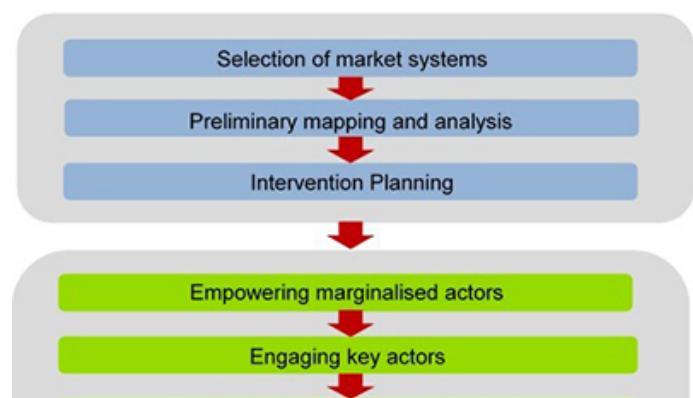 Selection of market systems
Preliminary mapping and analysis
Intervention Planning
Empowering marginalised actors
Engaging key actors